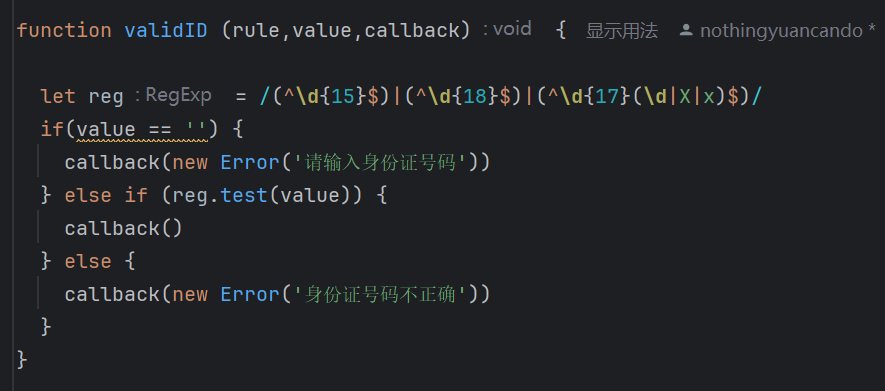 function validID (rule,value,callback) : void { 显示用法 nothingyuancando *
let reg : RegExp = /(^\d{15}$)|(^\d{18}$)|(^\d{17}(\d|X|x)$)/
if(value == '') {
callback(new Error('请输入身份证号码'))
} else if (reg.test(value)) {
callback()
} else {
callback(new Error('身份证号码不正确'))
}
}